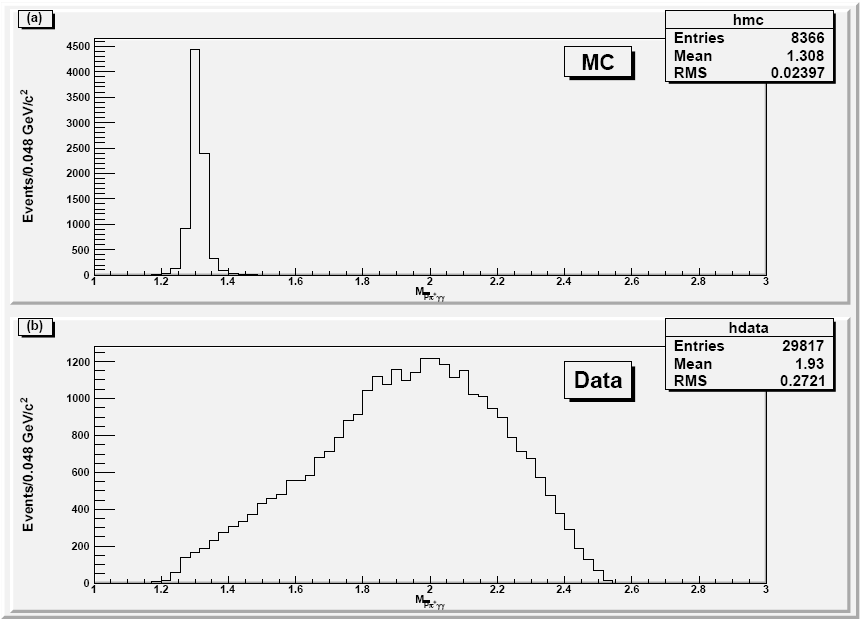 (a)
hmc
Entries 8366
Mean 1.308
RMS 0.02397
MC
Events/0.048 GeV/c²
4500
4000
3500
3000
2500
2000
1500
1000
500
0
1 1.2 1.4 1.6 1.8 2 2.2 2.4 2.6 2.8 3
M p̅π⁺γγ
(b)
hdata
Entries 29817
Mean 1.93
RMS 0.2721
Data
Events/0.048 GeV/c²
1200
1000
800
600
400
200
0
1 1.2 1.4 1.6 1.8 2 2.2 2.4 2.6 2.8 3
M p̅π⁺γγ